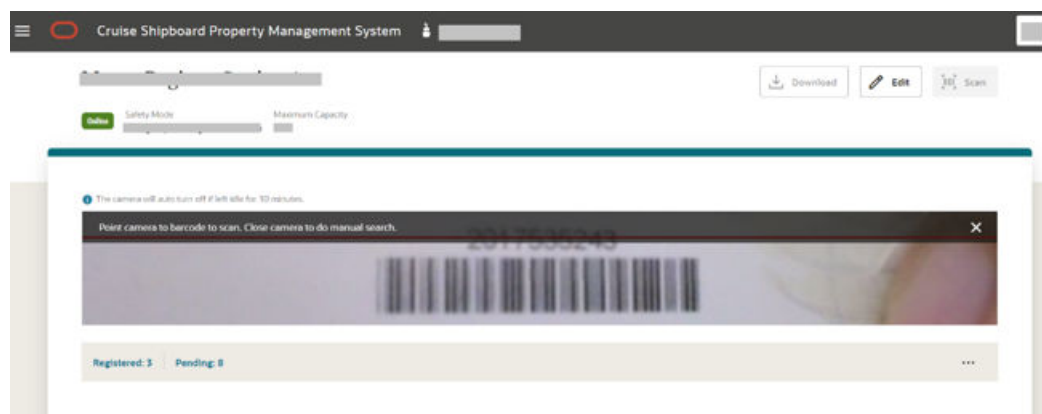 Cruise Shipboard Property Management System
Download
Edit
Scan
Online
Safety Mode
Maximum Capacity
The camera will auto turn off if left idle for 10 minutes.
Point camera to barcode to scan. Close camera to do manual search.
2017535243
Registered: 3
Pending: 8